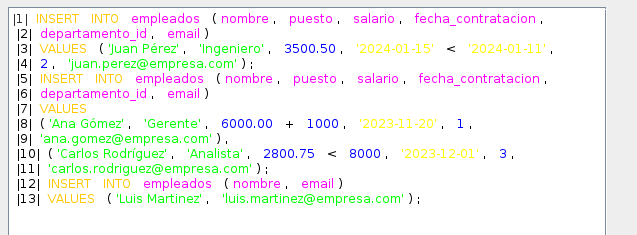 |1| INSERT INTO empleados ( nombre , puesto , salario , fecha_contratacion ,
|2| departamento_id , email )
|3| VALUES ( 'Juan Pérez' , 'Ingeniero' , 3500.50 , '2024-01-15' < '2024-01-11' ,
|4| 2 , 'juan.perez@empresa.com' ) ;
|5| INSERT INTO empleados ( nombre , puesto , salario , fecha_contratacion ,
|6| departamento_id , email )
|7| VALUES
|8| ( 'Ana Gómez' , 'Gerente' , 6000.00 + 1000 , '2023-11-20' , 1 ,
|9| 'ana.gomez@empresa.com' ) ,
|10| ( 'Carlos Rodríguez' , 'Analista' , 2800.75 < 8000 , '2023-12-01' , 3 ,
|11| 'carlos.rodriguez@empresa.com' ) ;
|12| INSERT INTO empleados ( nombre , email )
|13| VALUES ( 'Luis Martínez' , 'luis.martinez@empresa.com' ) ;